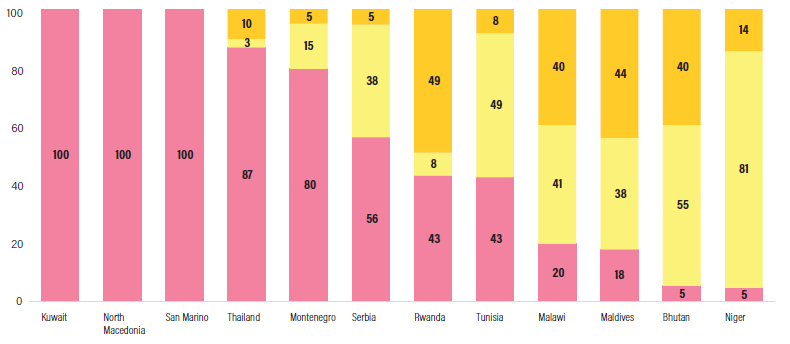 100
80
60
40
20
0
100
100
100
10
3
87
5
15
80
5
38
56
49
8
43
8
49
43
40
41
20
44
38
18
40
55
5
14
81
5
Kuwait
North
Macedonia
San Marino
Thailand
Montenegro
Serbia
Rwanda
Tunisia
Malawi
Maldives
Bhutan
Niger